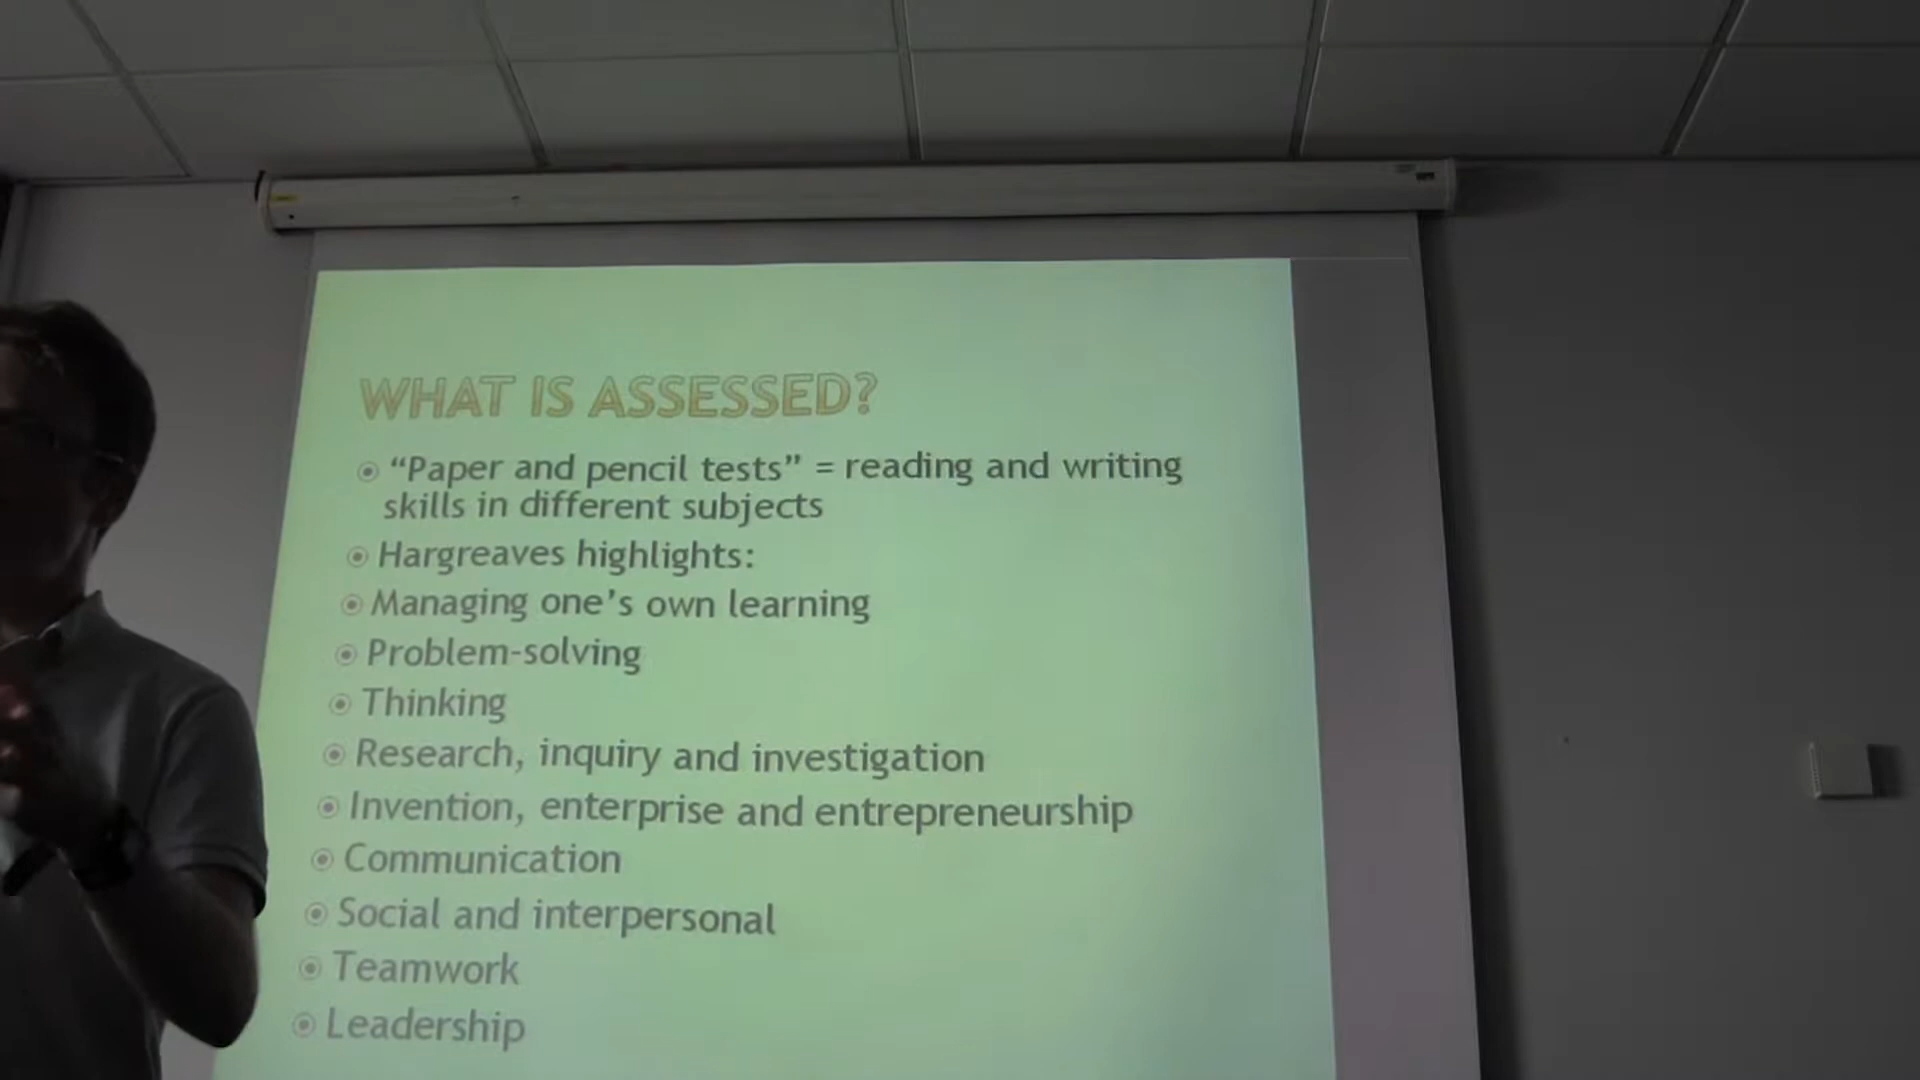 WHAT IS ASSESSED?
“Paper and pencil tests” = reading and writing
skills in different subjects
Hargreaves highlights:
Managing one’s own learning
Problem-solving
Thinking
Research, inquiry and investigation
Invention, enterprise and entrepreneurship
Communication
Social and interpersonal
Teamwork
Leadership